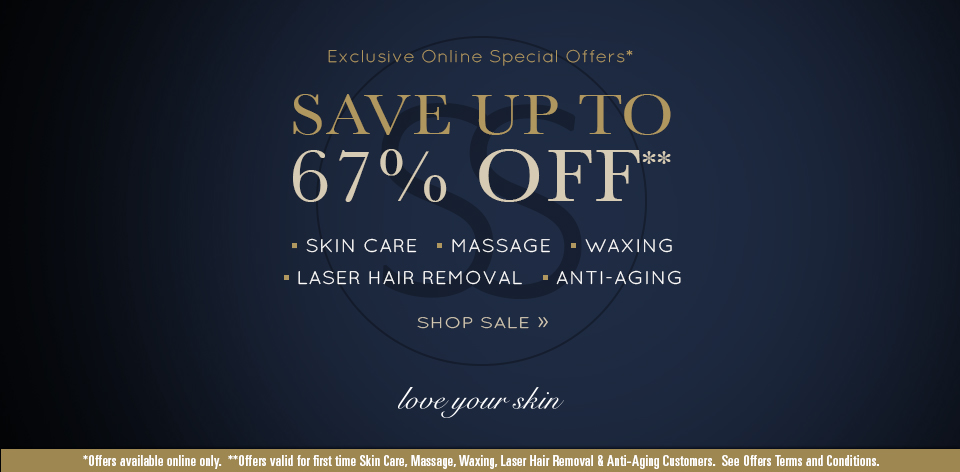 Exclusive Online Special Offers*
SAVE UP TO
67% OFF**
▪ SKIN CARE ▪ MASSAGE ▪ WAXING
▪ LASER HAIR REMOVAL ▪ ANTI-AGING
SHOP SALE »
love your skin
*Offers available online only. **Offers valid for first time Skin Care, Massage, Waxing, Laser Hair Removal & Anti-Aging Customers. See Offers Terms and Conditions.
SS